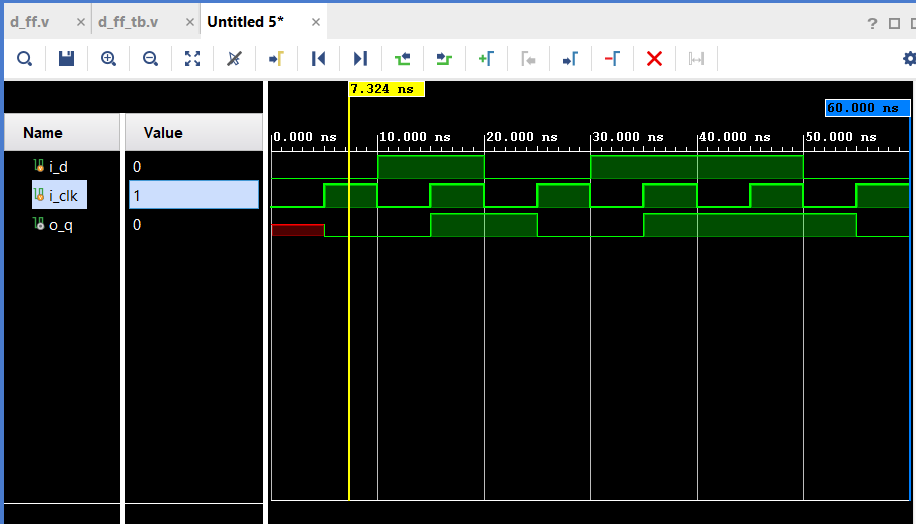 d_ff.v × d_ff_tb.v × Untitled 5* × ?
7.324 ns
60.000 ns
Name Value
0.000 ns 10.000 ns 20.000 ns 30.000 ns 40.000 ns 50.000 ns
i_d 0
i_clk 1
o_q 0